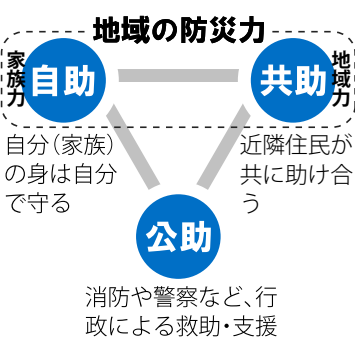 地域の防災力
家族力
自助
共助
地域力
自分(家族)
の身は自分
で守る
近隣住民が
共に助け合
う
公助
消防や警察など、行
政による救助・支援